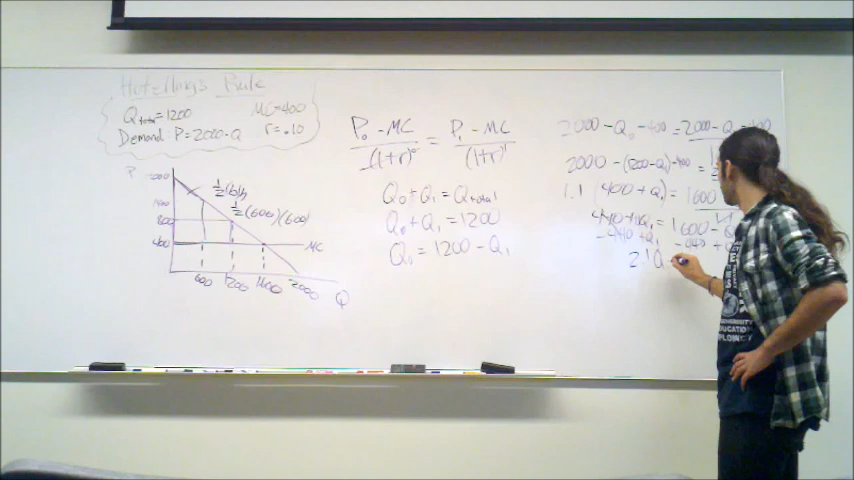 Hotelling's Rule
Qtotal=1200 MC=400
Demand: P=2000-Q r=.10
P
2000
1400
800
400
½(b)(h)
½(600)(600)
MC
600 1200 1600 2000 Q
P₀ - MC / (1+r)⁰ = P₁ - MC / (1+r)¹
Q₀+Q₁=Qtotal
Q₀+Q₁=1200
Q₀=1200-Q₁
2000-Q₀-400=2000-Q 400
2000-(1200-Q₁)-400=
1.1(400+Q₁)=1600
440+1.1Q₁=1600-Q
-440+Q₁ -440+
2.1Q
EDUCATION